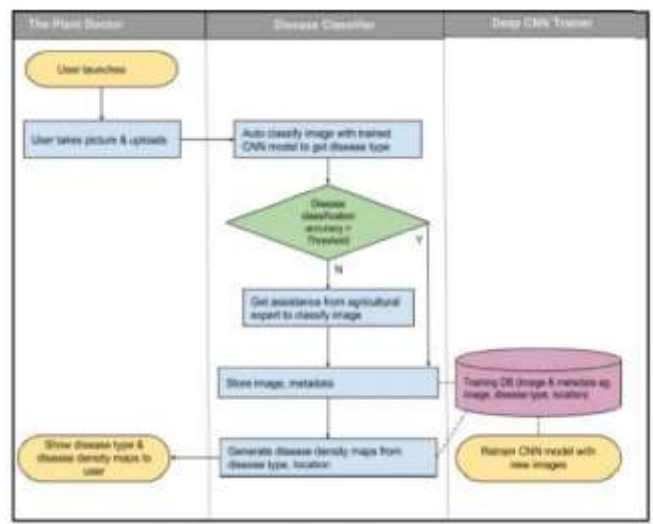 The Plant Doctor
Disease Classifier
Deep CNN Trainer
User launches
User takes picture & uploads
Auto classify image with trained
CNN model to get disease type
Disease
classification
accuracy >
Threshold
Y
N
Get assistance from agricultural
expert to classify image
Store image, metadata
Training DB (Image & metadata eg
image, disease type, location)
Show disease type &
disease density maps to
user
Generate disease density maps from
disease type, location
Retrain CNN model with
new images